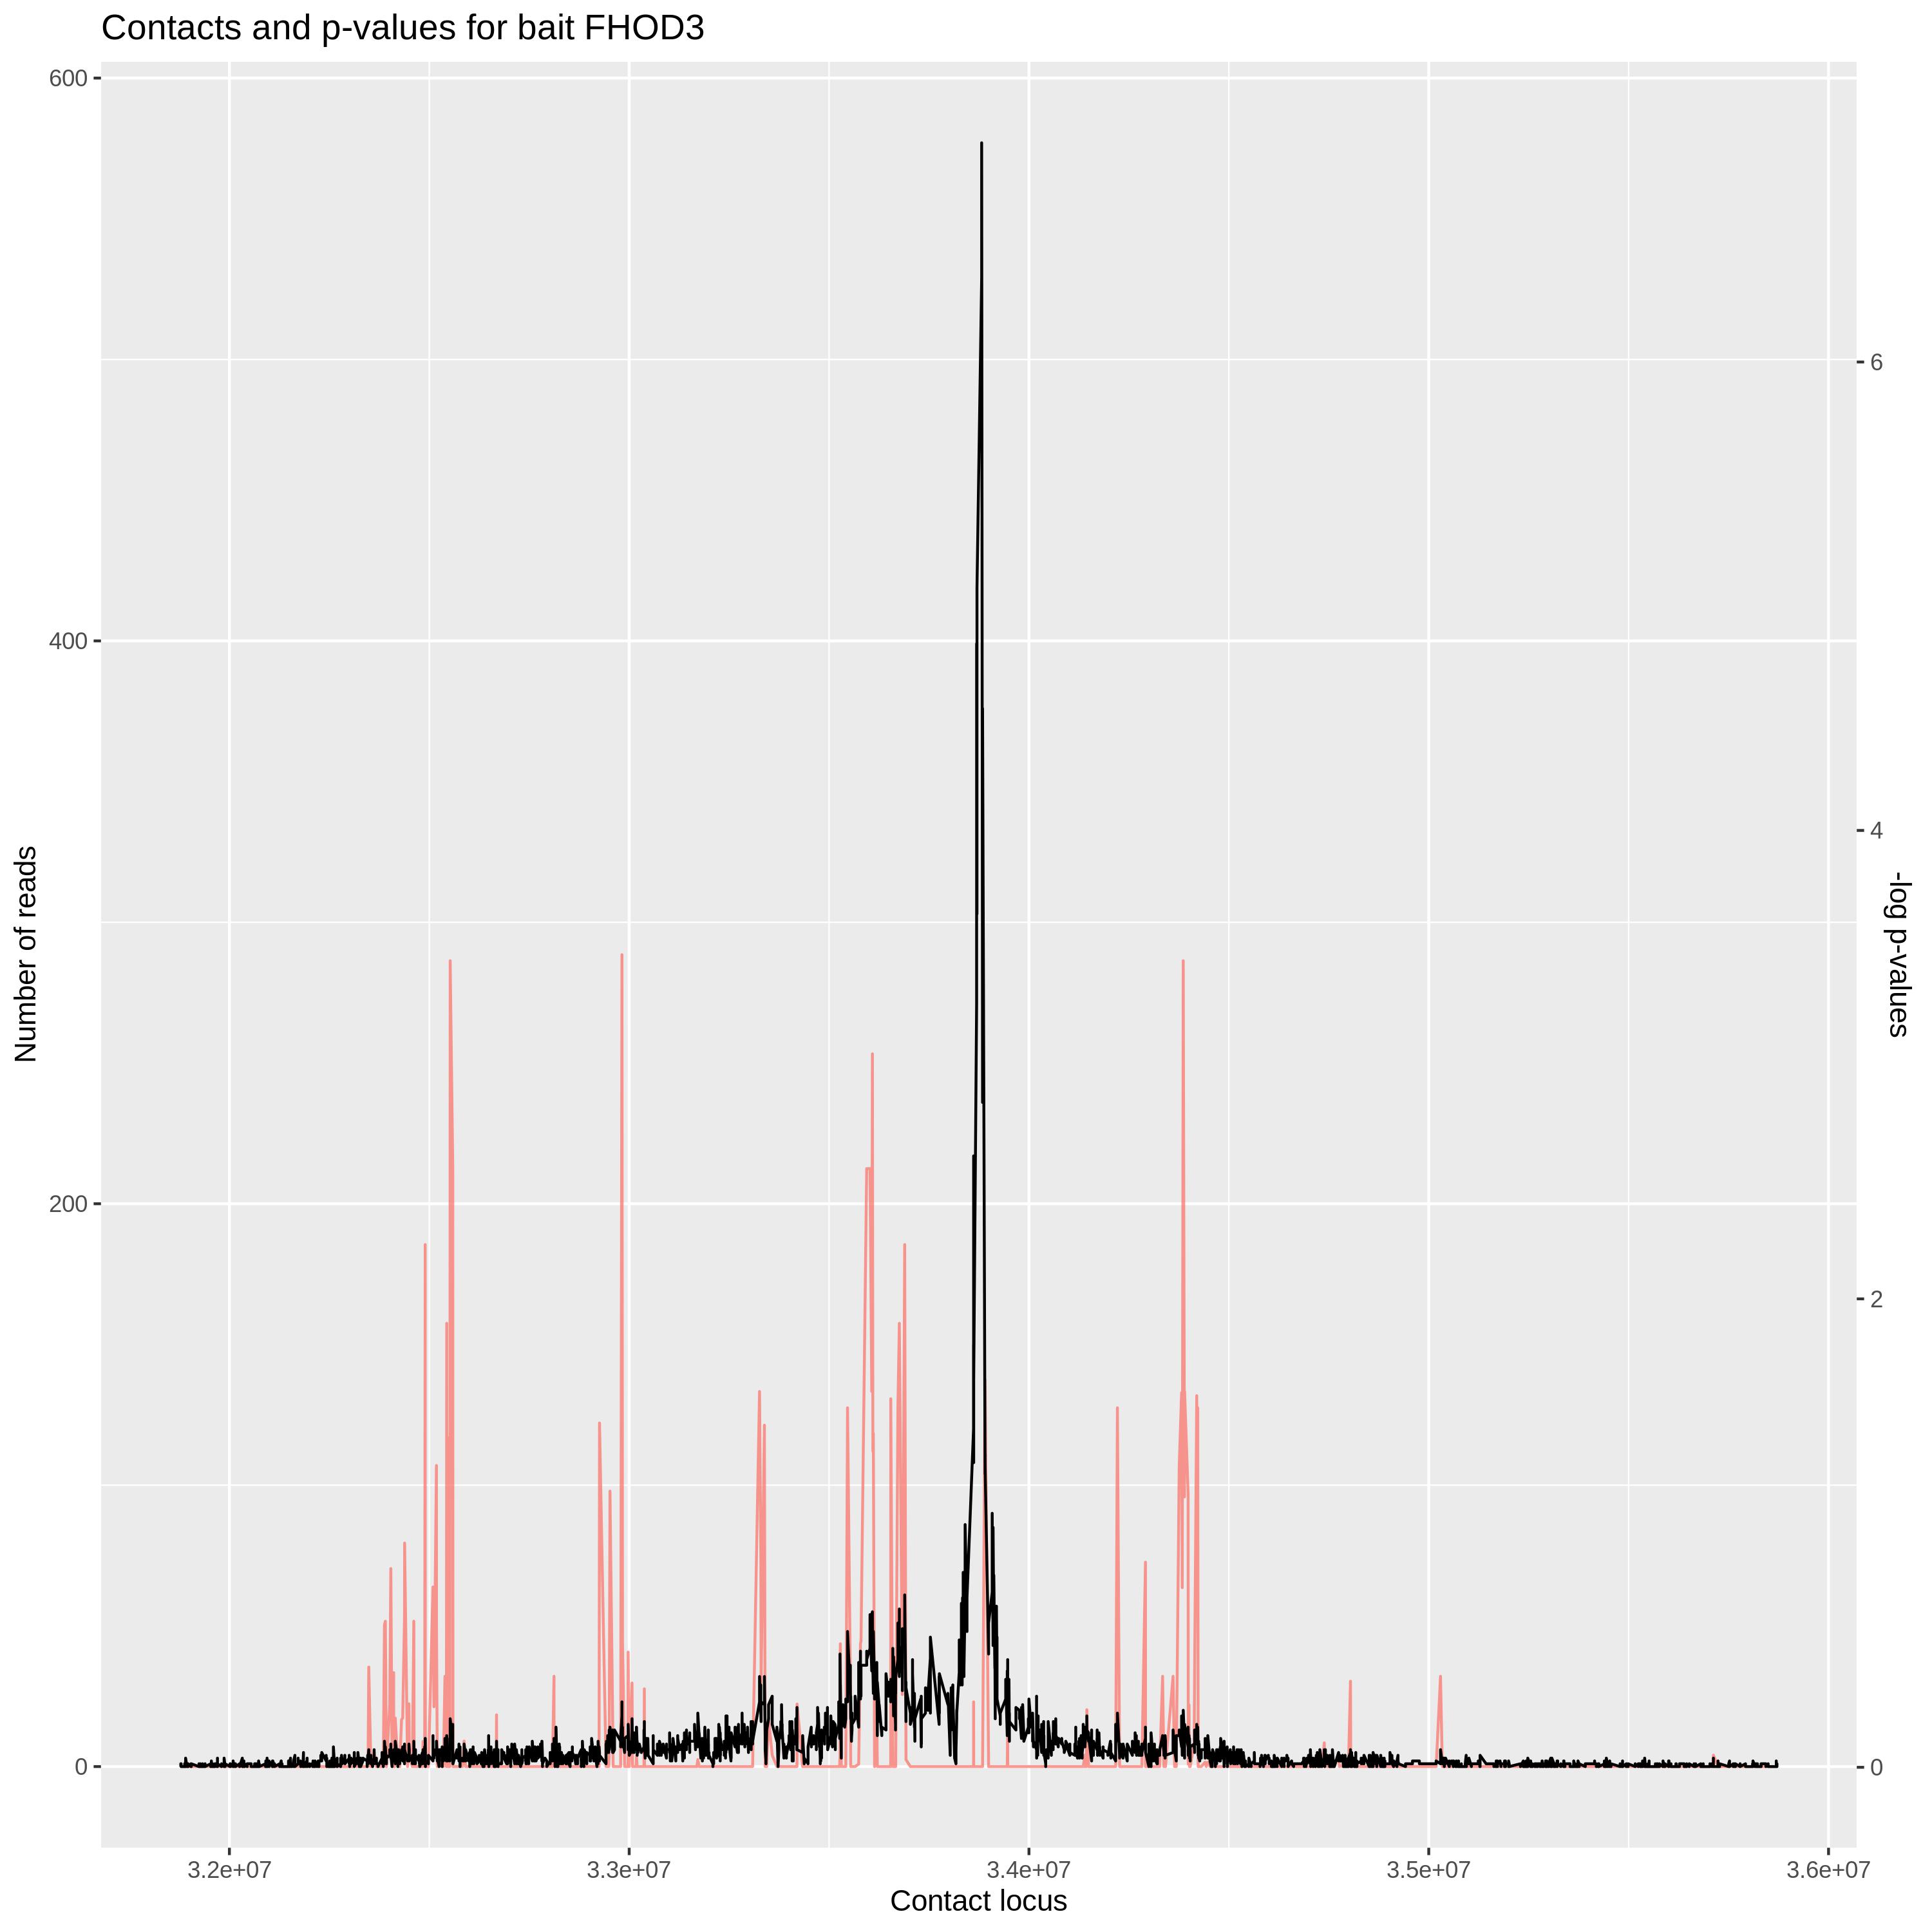 Contacts and p-values for bait FHOD3
600
400
200
0
Number of reads
6
4
2
0
-log p-values
3.2e+07 3.3e+07 3.4e+07 3.5e+07 3.6e+07
Contact locus